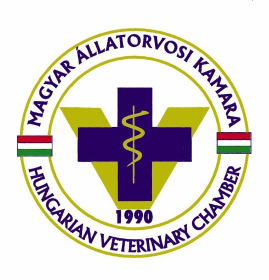 MAGYAR ÁLLATORVOSI KAMARA
1990
HUNGARIAN VETERINARY CHAMBER